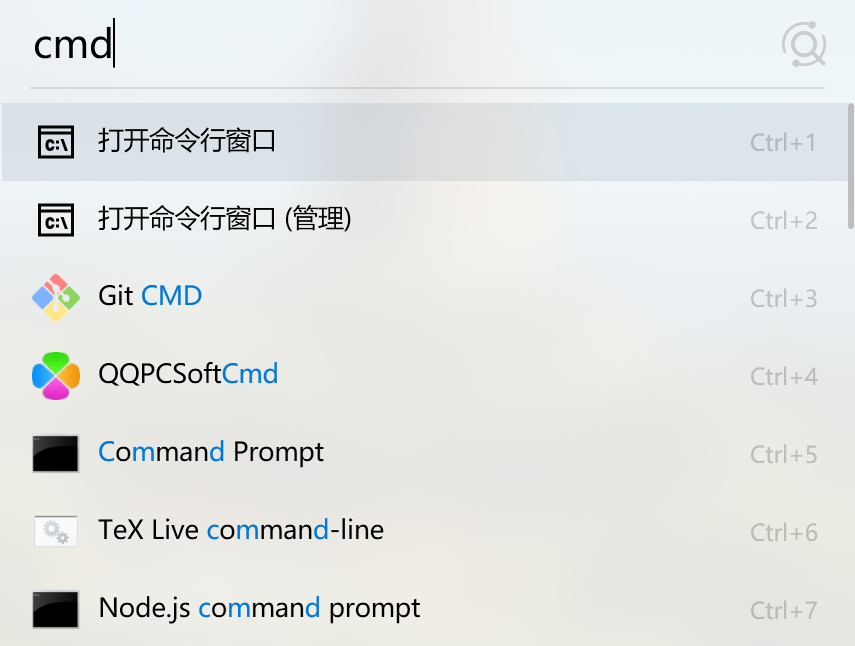 cmd
C:\ 打开命令行窗口 Ctrl+1
C:\ 打开命令行窗口 (管理) Ctrl+2
Git CMD Ctrl+3
QQPCSoftCmd Ctrl+4
Command Prompt Ctrl+5
TeX Live command-line Ctrl+6
Node.js command prompt Ctrl+7